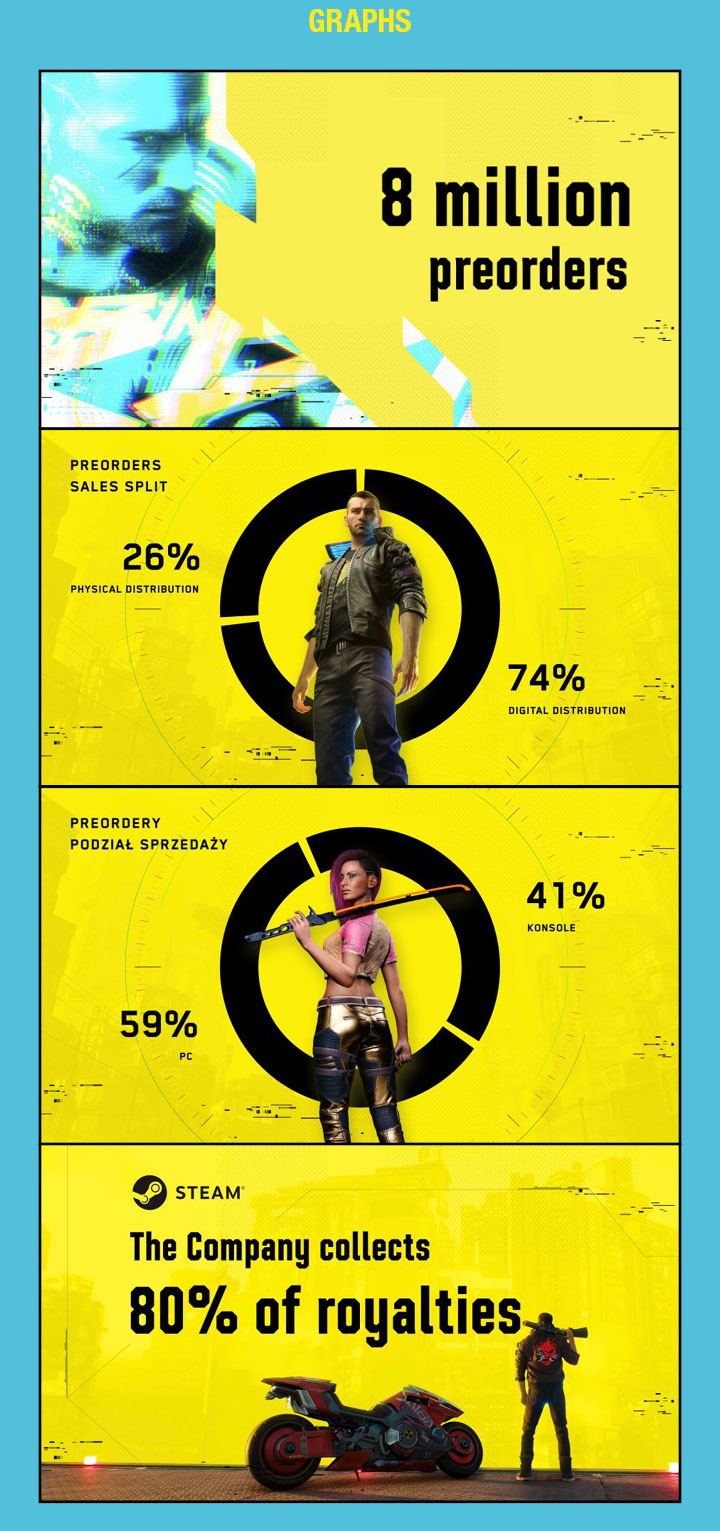 GRAPHS
8 million
preorders
PREORDERS
SALES SPLIT
26%
PHYSICAL DISTRIBUTION
74%
DIGITAL DISTRIBUTION
PREORDERY
PODZIAŁ SPRZEDAŻY
41%
KONSOLE
59%
PC
STEAM®
The Company collects
80% of royalties